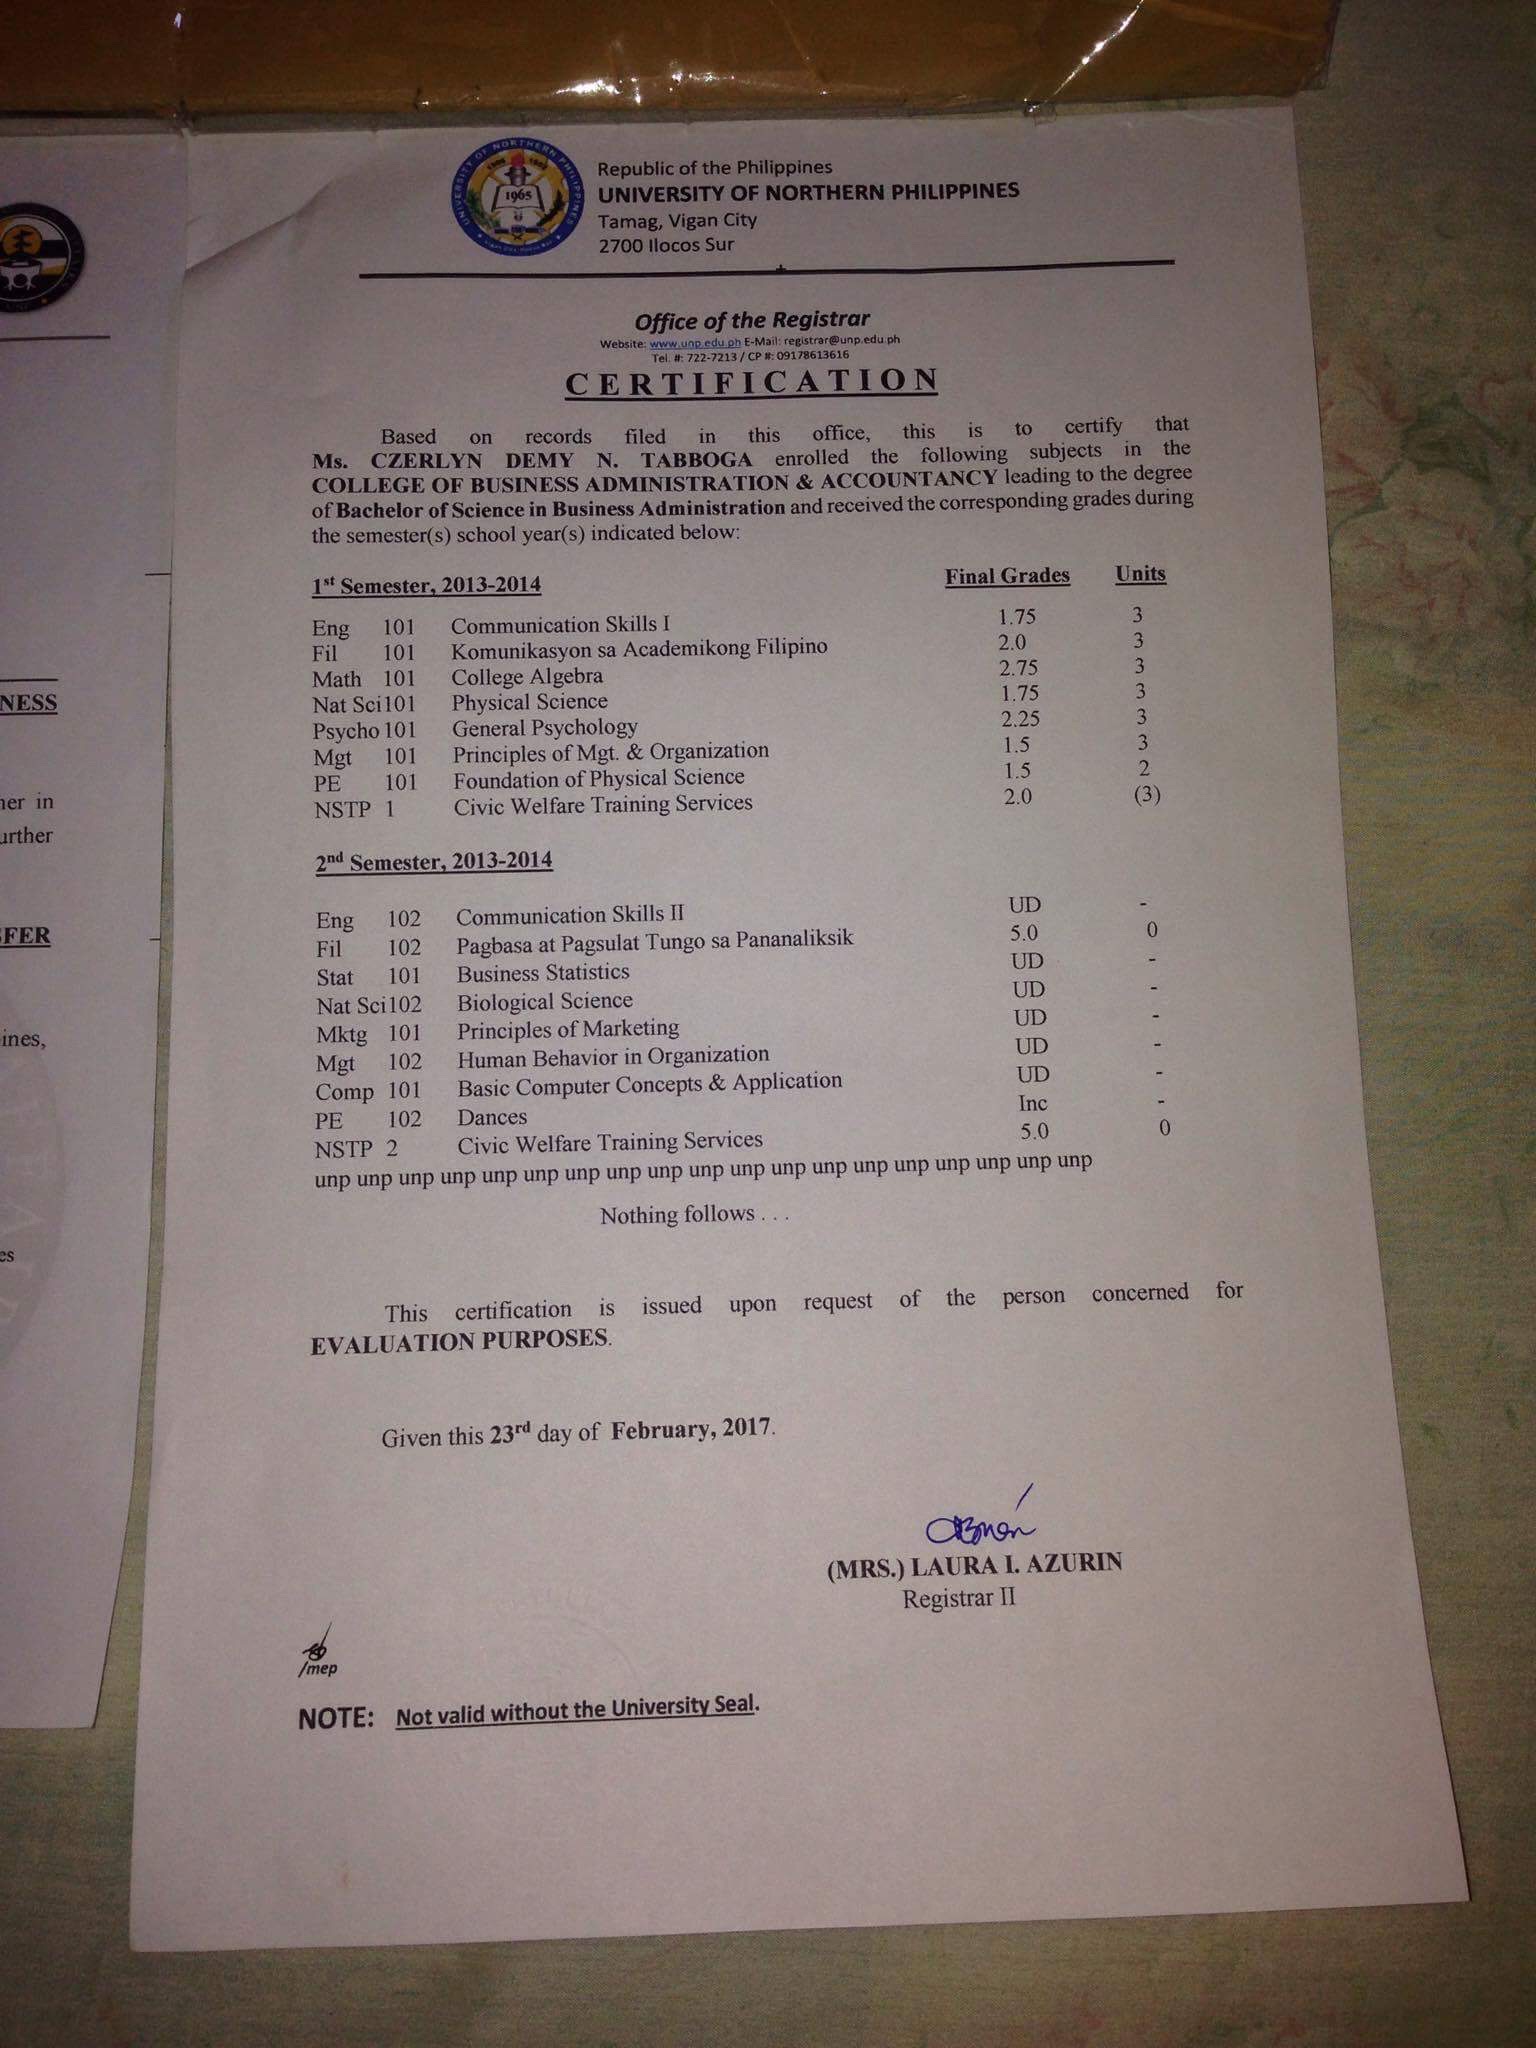 UNIVERSITY OF NORTHERN PHILIPPINES
1965
Republic of the Philippines
UNIVERSITY OF NORTHERN PHILIPPINES
Tamag, Vigan City
2700 Ilocos Sur
Office of the Registrar
Website: www.unp.edu.ph E-Mail: registrar@unp.edu.ph
Tel. #: 722-7213 / CP #: 09178613616
CERTIFICATION
Based on records filed in this office, this is to certify that
Ms. CZERLYN DEMY N. TABBOGA enrolled the following subjects in the
COLLEGE OF BUSINESS ADMINISTRATION & ACCOUNTANCY leading to the degree
of Bachelor of Science in Business Administration and received the corresponding grades during
the semester(s) school year(s) indicated below:
1st Semester, 2013-2014 Final Grades Units
Eng 101 Communication Skills I 1.75 3
Fil 101 Komunikasyon sa Academikong Filipino 2.0 3
Math 101 College Algebra 2.75 3
Nat Sci 101 Physical Science 1.75 3
Psycho 101 General Psychology 2.25 3
Mgt 101 Principles of Mgt. & Organization 1.5 3
PE 101 Foundation of Physical Science 1.5 2
NSTP 1 Civic Welfare Training Services 2.0 (3)
2nd Semester, 2013-2014
Eng 102 Communication Skills II UD -
Fil 102 Pagbasa at Pagsulat Tungo sa Pananaliksik 5.0 0
Stat 101 Business Statistics UD -
Nat Sci 102 Biological Science UD -
Mktg 101 Principles of Marketing UD -
Mgt 102 Human Behavior in Organization UD -
Comp 101 Basic Computer Concepts & Application UD -
PE 102 Dances Inc -
NSTP 2 Civic Welfare Training Services 5.0 0
unp unp unp unp unp unp unp unp unp unp unp unp unp unp unp unp unp unp unp
Nothing follows . . .
This certification is issued upon request of the person concerned for
EVALUATION PURPOSES.
Given this 23rd day of February, 2017.
(MRS.) LAURA I. AZURIN
Registrar II
/mep
NOTE: Not valid without the University Seal.
NESS
ner in
urther
FER
ines,
es